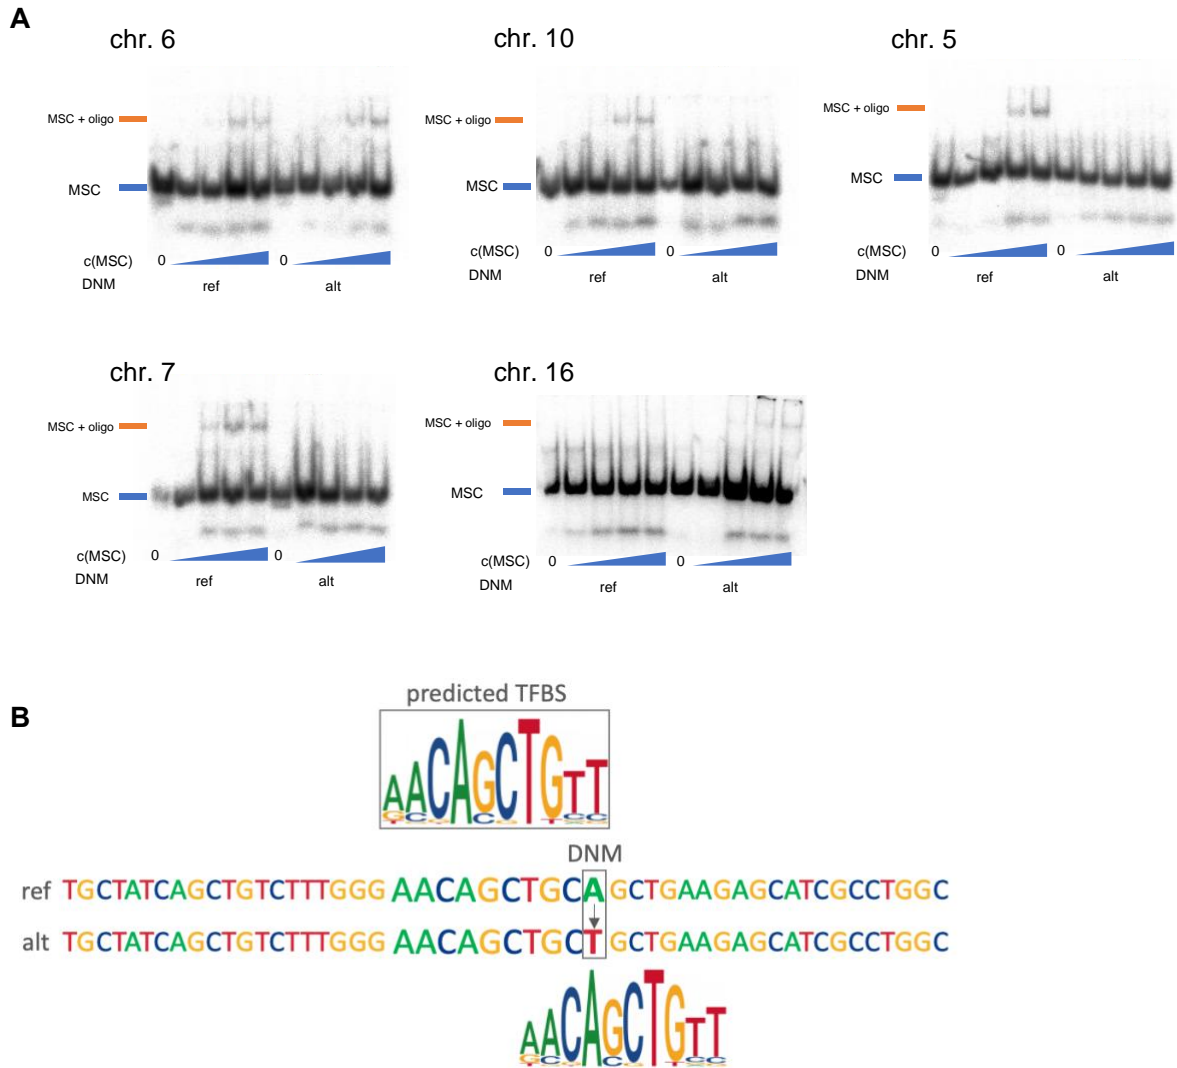 A
chr. 6
chr. 10
chr. 5
MSC + oligo
MSC + oligo
MSC + oligo
MSC
MSC
MSC
c(MSC) 0 0
c(MSC) 0 0
c(MSC) 0 0
DNM ref alt
DNM ref alt
DNM ref alt
chr. 7
chr. 16
MSC + oligo
MSC + oligo
MSC
MSC
c(MSC) 0 0
c(MSC) 0 0
DNM ref alt
DNM ref alt
B
predicted TFBS
AACAGCTGTT
DNM
ref TGCTATCAGCTGTCTTTGGG AACAGCTGCA GCTGAAGAGCATCGCCTGGC
alt TGCTATCAGCTGTCTTTGGG AACAGCTGCT GCTGAAGAGCATCGCCTGGC
AACAGCTGTT